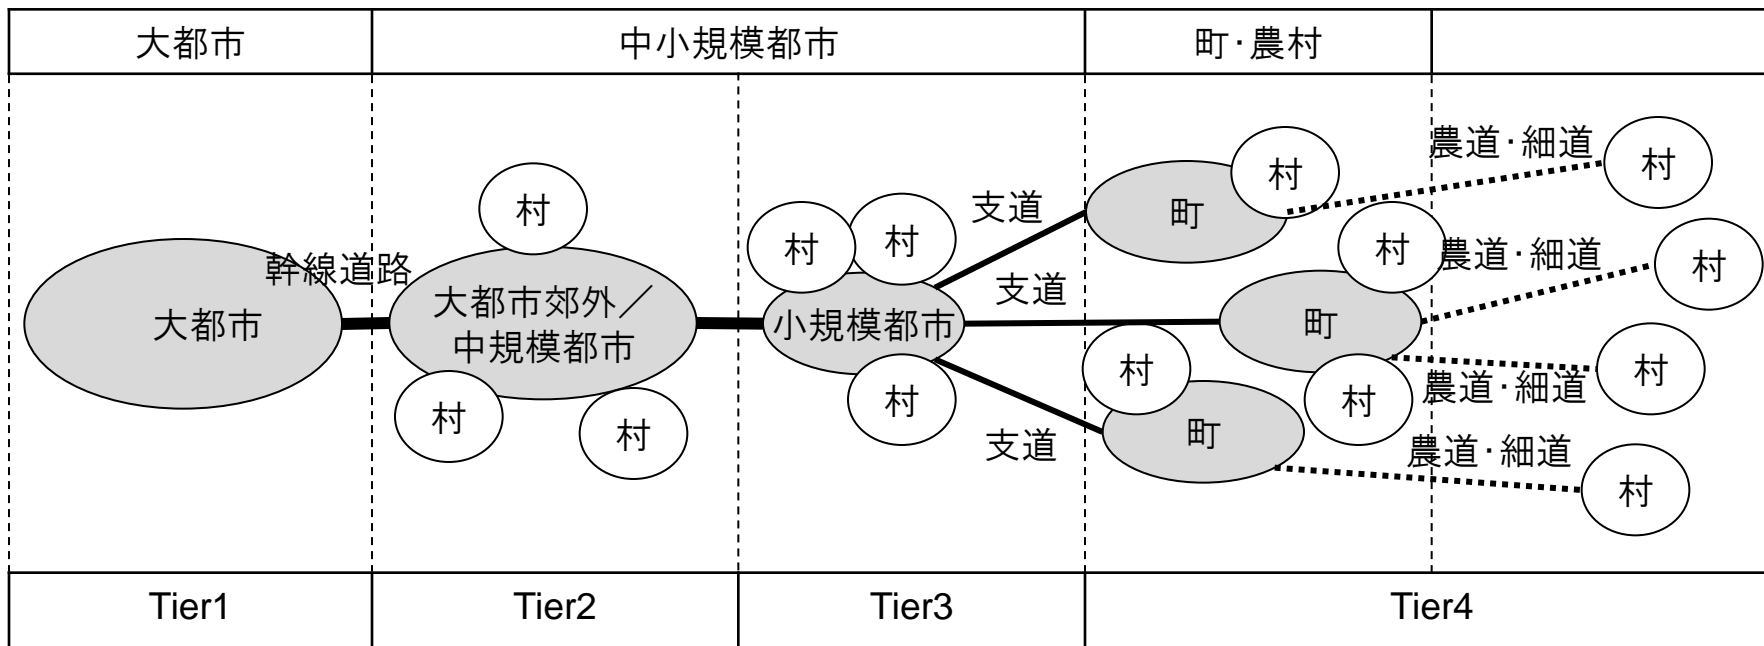 大都市
中小規模都市
町･農村
農道･細道
村
村
村
支道
町
村
村
村
村
農道･細道
村
幹線道路
大都市郊外／
中規模都市
支道
大都市
小規模都市
町
村
村
農道･細道
村
村
村
村
支道
町
農道･細道
村
Tier1
Tier2
Tier3
Tier4